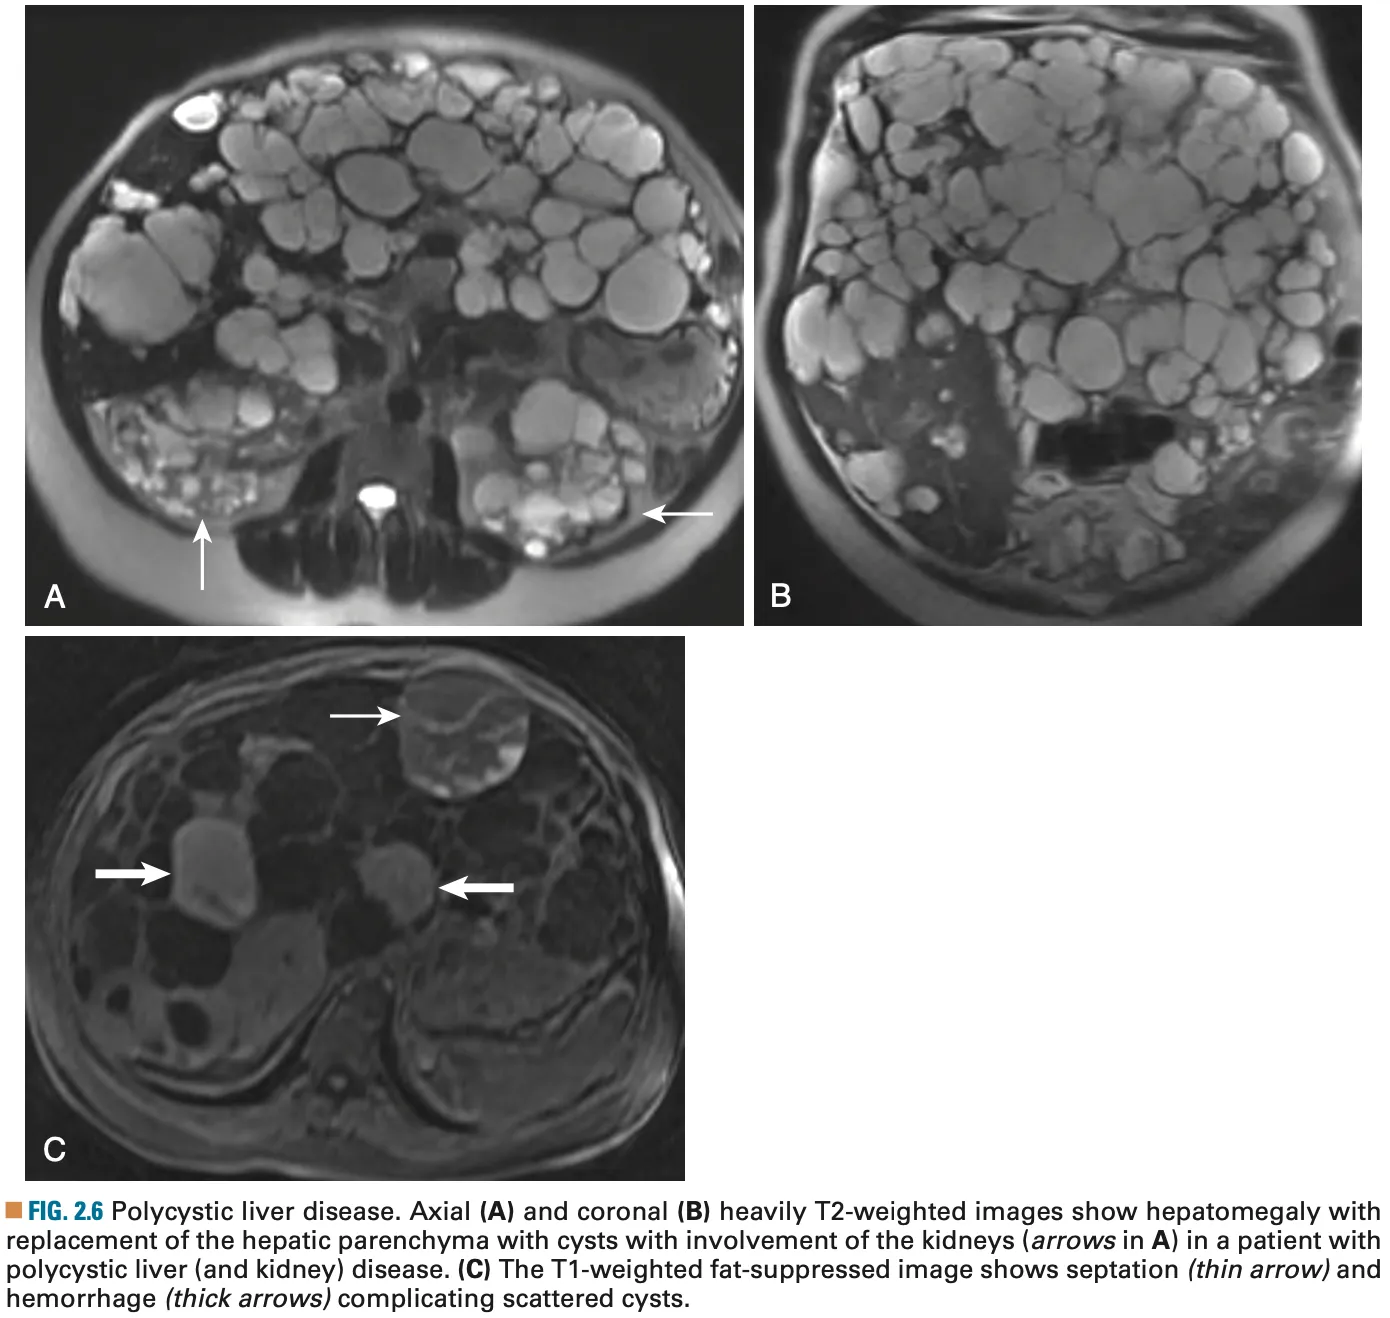 A
B
C
FIG. 2.6 Polycystic liver disease. Axial (A) and coronal (B) heavily T2-weighted images show hepatomegaly with
replacement of the hepatic parenchyma with cysts with involvement of the kidneys (arrows in A) in a patient with
polycystic liver (and kidney) disease. (C) The T1-weighted fat-suppressed image shows septation (thin arrow) and
hemorrhage (thick arrows) complicating scattered cysts.